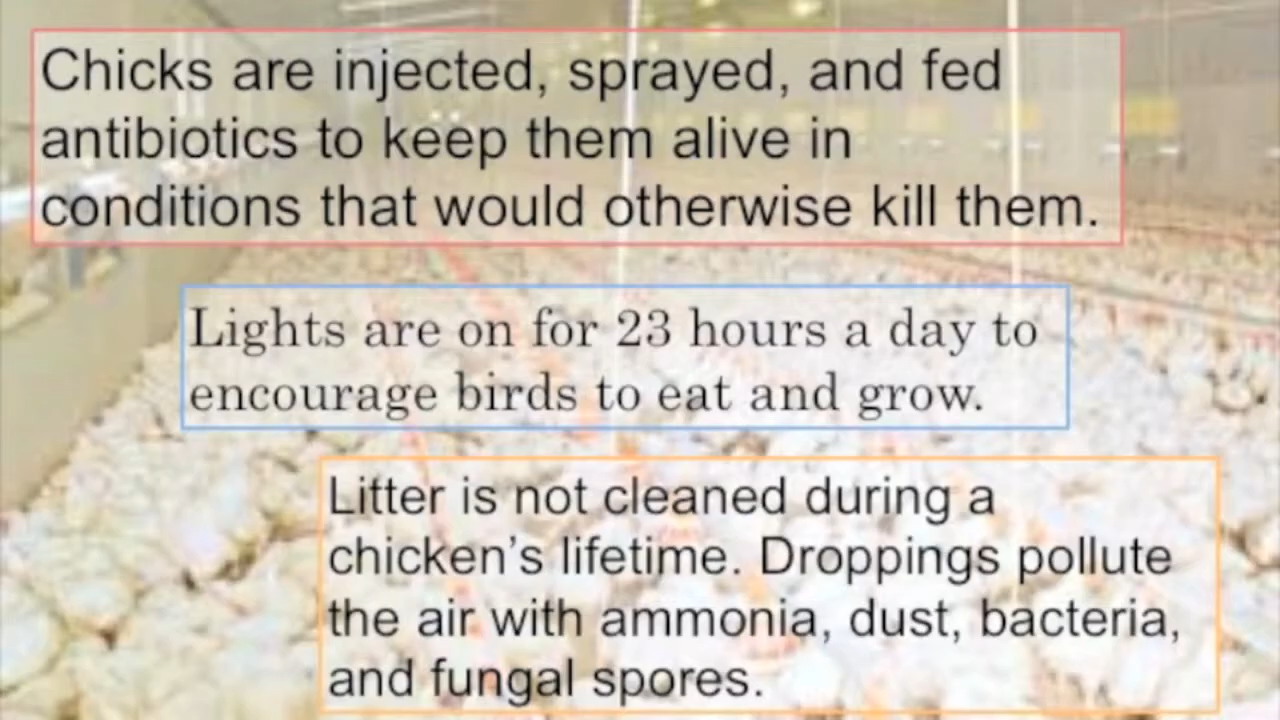 Chicks are injected, sprayed, and fed
antibiotics to keep them alive in
conditions that would otherwise kill them.
Lights are on for 23 hours a day to
encourage birds to eat and grow.
Litter is not cleaned during a
chicken’s lifetime. Droppings pollute
the air with ammonia, dust, bacteria,
and fungal spores.